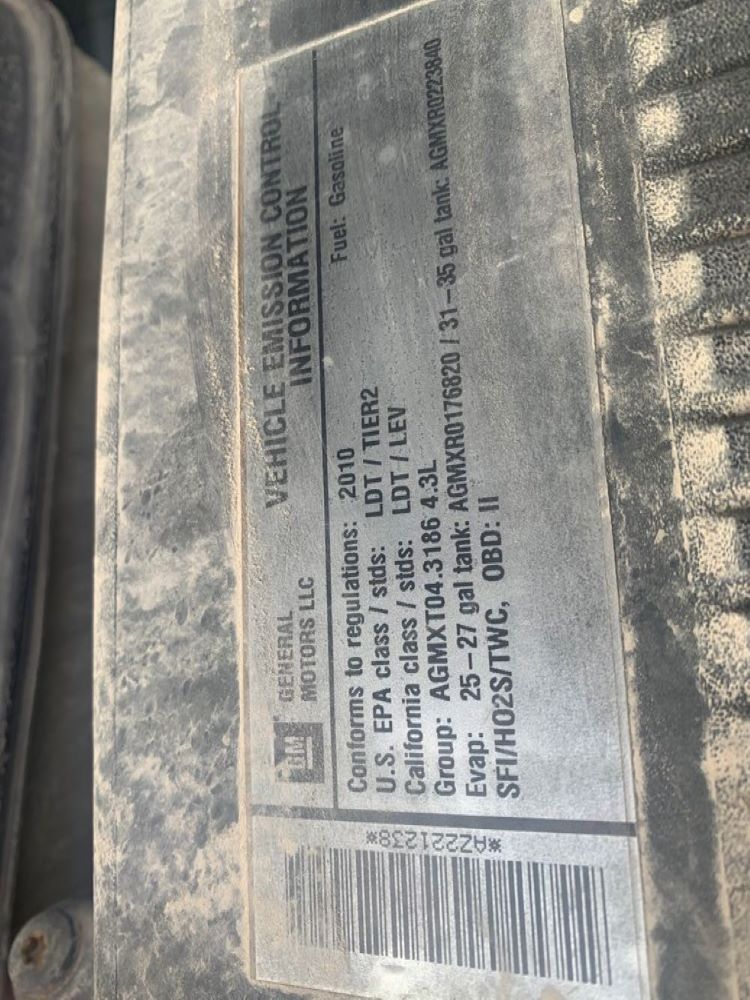 GM
GENERAL
MOTORS LLC
VEHICLE EMISSION CONTROL
INFORMATION
Conforms to regulations: 2010 Fuel: Gasoline
U.S. EPA class / stds: LDT / TIER2
California class / stds: LDT / LEV
Group: AGMXT04.3186 4.3L
Evap: 25-27 gal tank: AGMXR0176820 / 31-35 gal tank: AGMXR0223840
SFI/HO2S/TWC, OBD: II
*AZ221238*